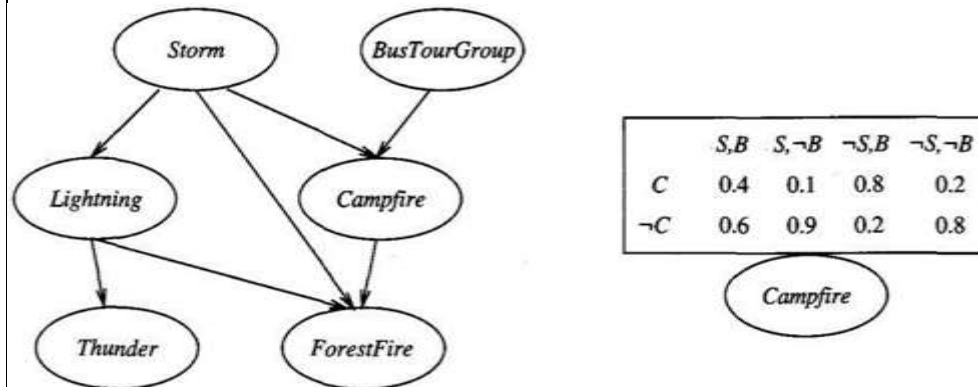 Storm
BusTourGroup
Lightning
Campfire
Thunder
ForestFire
S,B S,¬B ¬S,B ¬S,¬B
C 0.4 0.1 0.8 0.2
¬C 0.6 0.9 0.2 0.8
Campfire